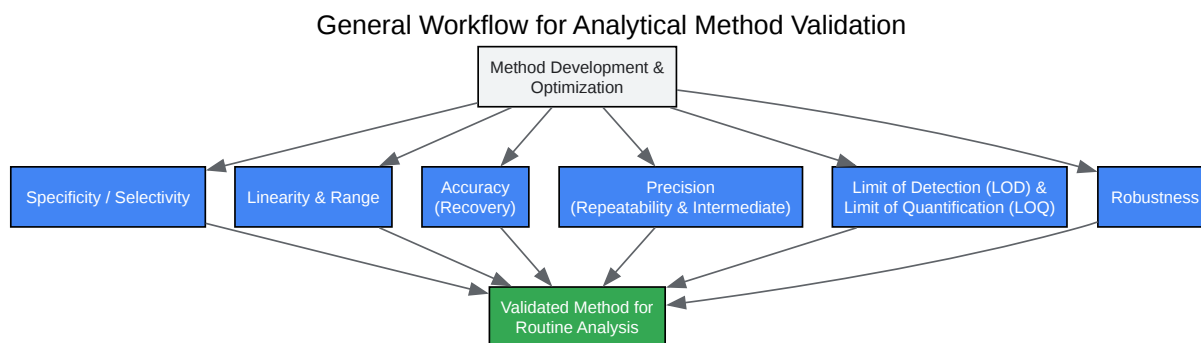 General Workflow for Analytical Method Validation
Method Development &
Optimization
Specificity / Selectivity
Linearity & Range
Accuracy
(Recovery)
Precision
(Repeatability & Intermediate)
Limit of Detection (LOD) &
Limit of Quantification (LOQ)
Robustness
Validated Method for
Routine Analysis